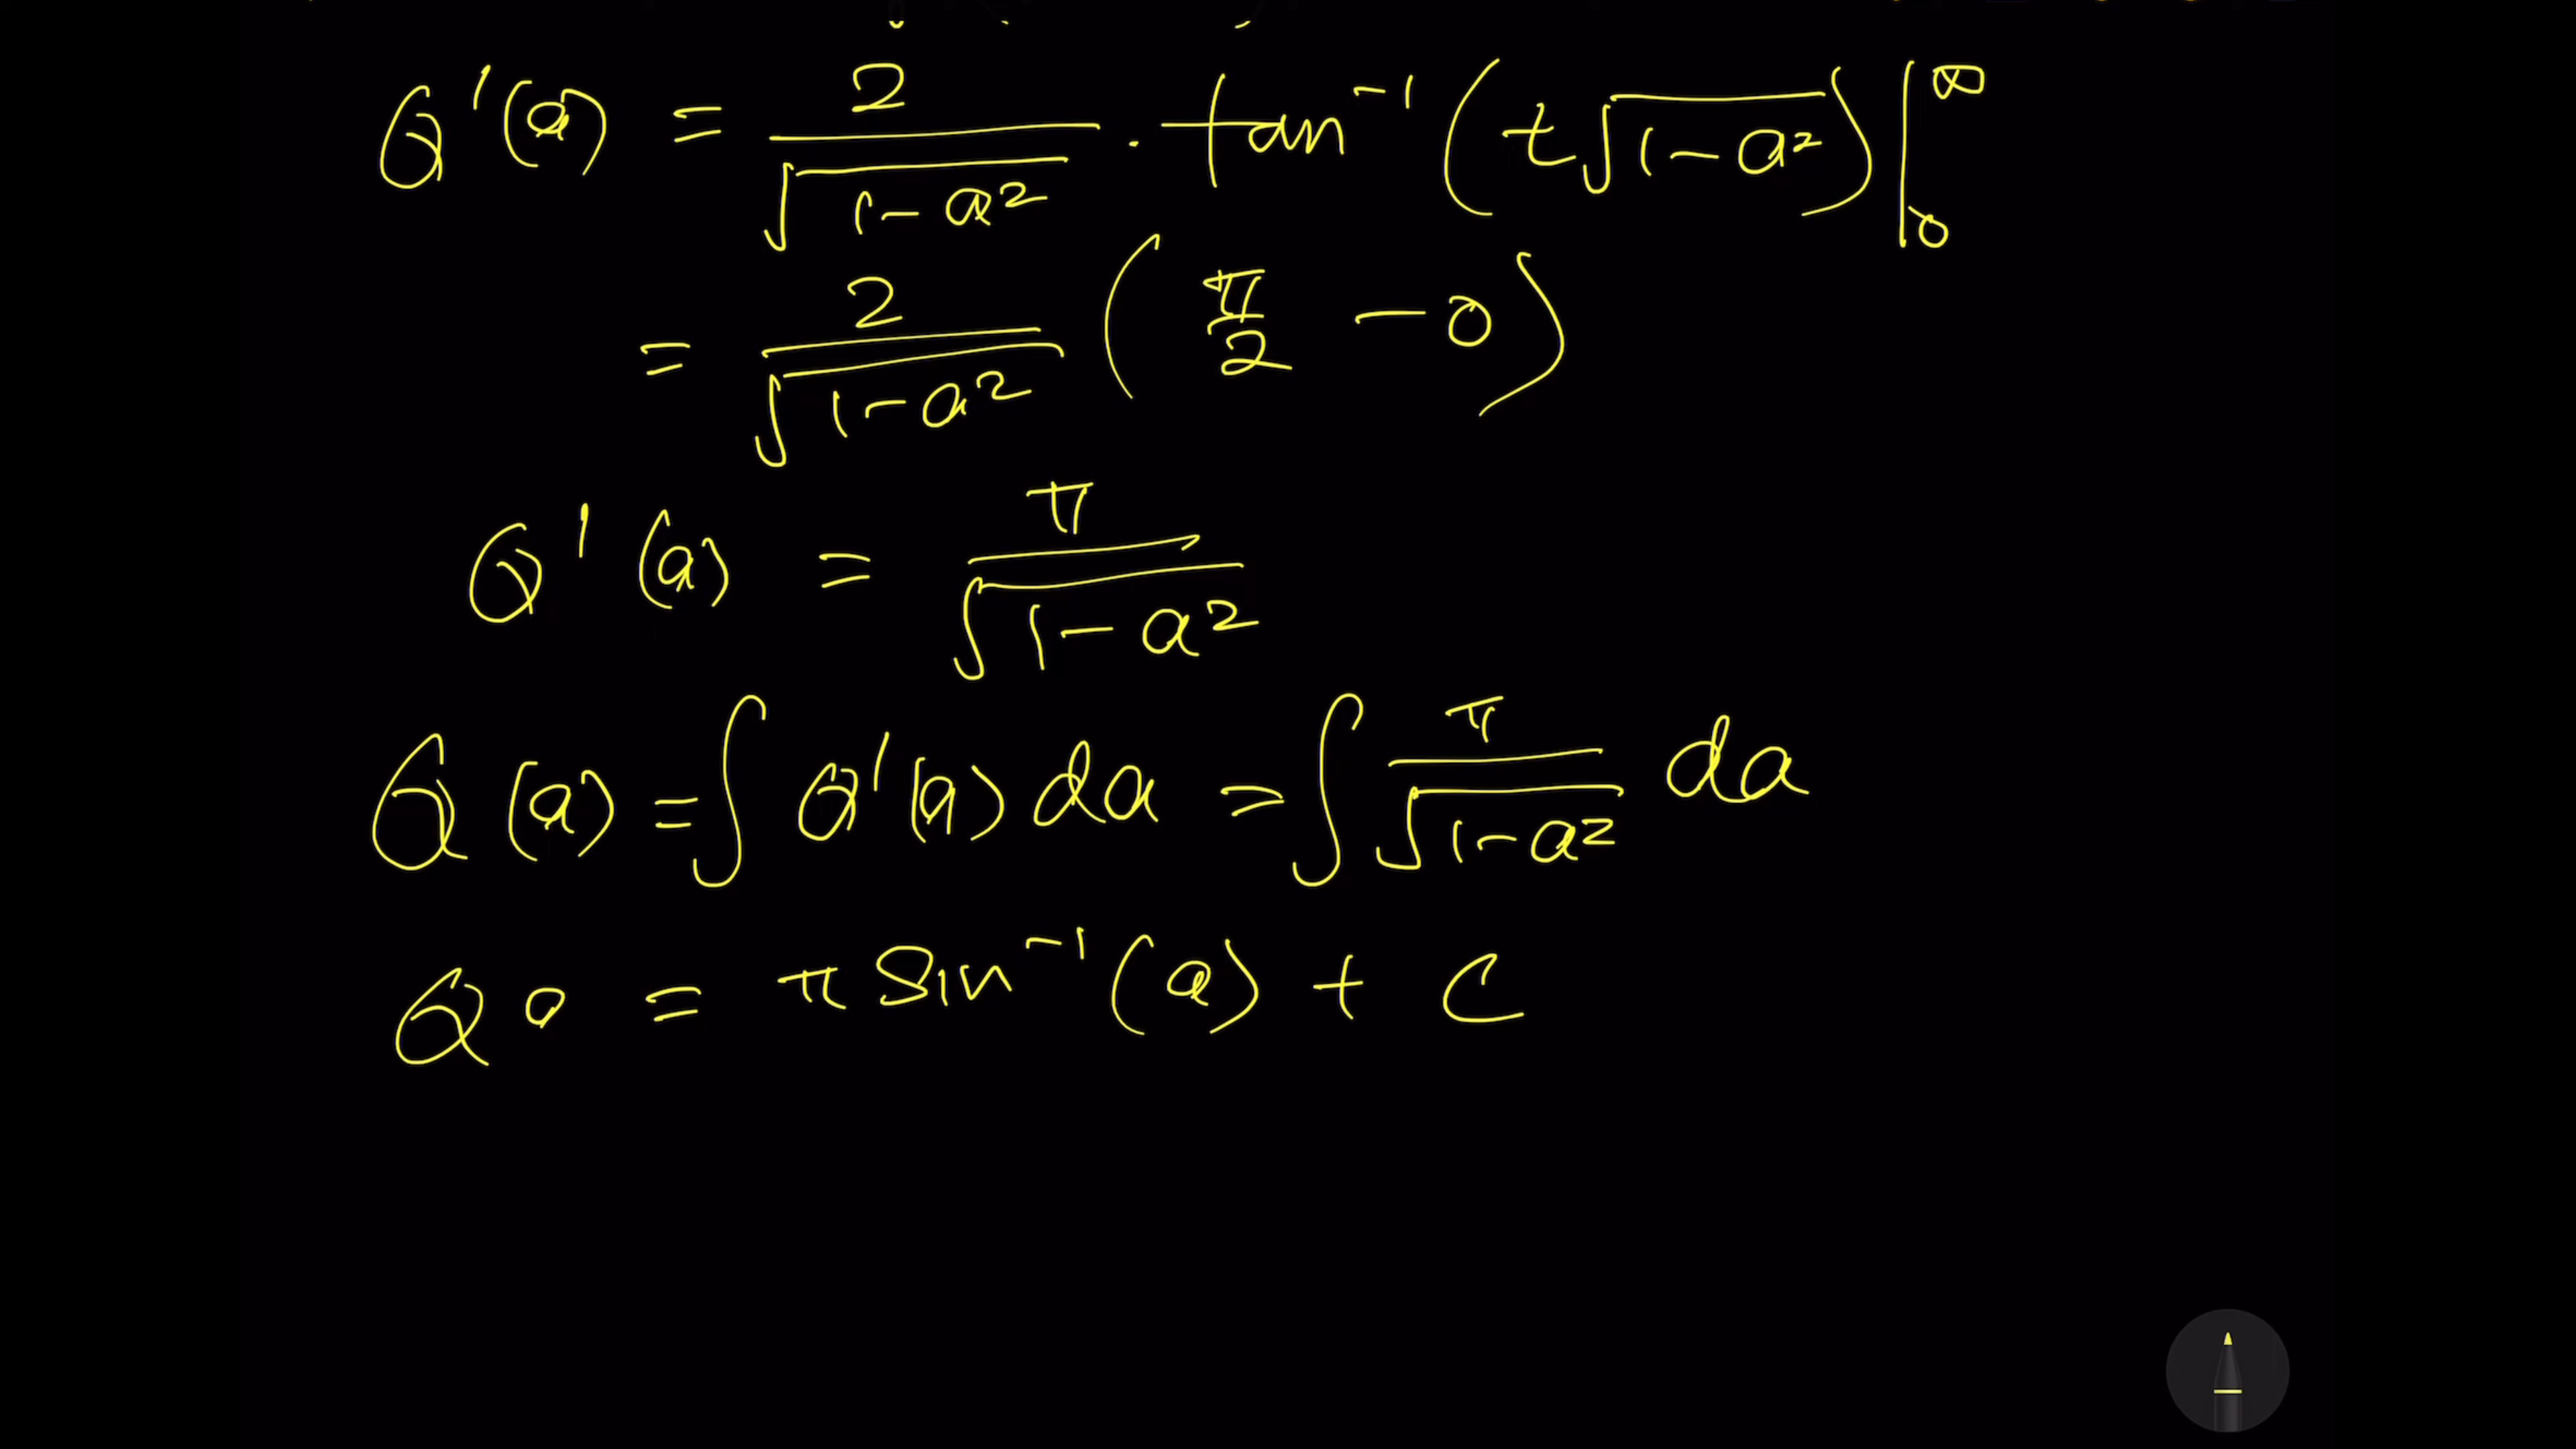 Q'(a) = 2/√(1-a²) · tan⁻¹(t√(1-a²)) |₀^∞
= 2/√(1-a²) (π/2 - 0)
Q'(a) = π/√(1-a²)
Q(a) = ∫ Q'(a) da = ∫ π/√(1-a²) da
Q a = π Sin⁻¹(a) + C